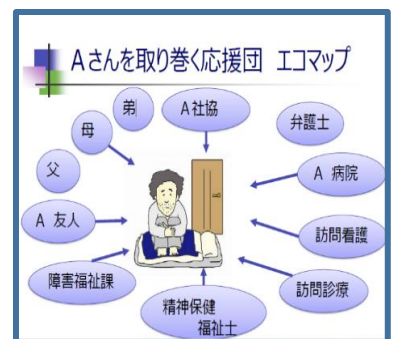 Aさんを取り巻く応援団 エコマップ
弟
A社協
弁護士
母
父
A 病院
A 友人
訪問看護
障害福祉課
訪問診療
精神保健
福祉士